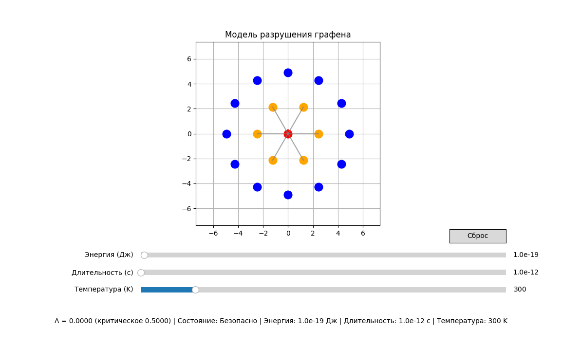 Модель разрушения графена
6
4
2
0
−2
−4
−6
−6 −4 −2 0 2 4 6
Сброс
Энергия (Дж) 1.0e-19
Длительность (с) 1.0e-12
Температура (K) 300
Λ = 0.0000 (критическое 0.5000) | Состояние: Безопасно | Энергия: 1.0e-19 Дж | Длительность: 1.0e-12 с | Температура: 300 K